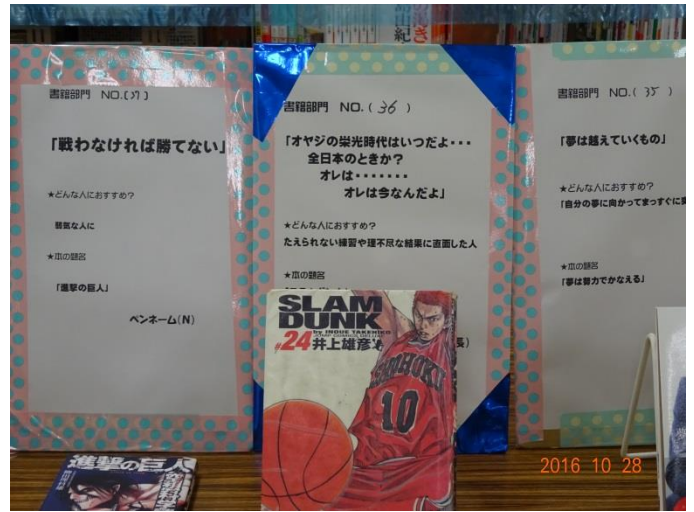 書籍部門 NO.(37)
「戦わなければ勝てない」
★どんな人におすすめ?
弱気な人に
★本の題名
「進撃の巨人」
ペンネーム(N)
書籍部門 NO.( 36 )
「オヤジの栄光時代はいつだよ・・・
全日本のときか?
オレは・・・・・・・
オレは今なんだよ」
★どんな人におすすめ?
たえられない練習や理不尽な結果に直面した人
★本の題名
長)
書籍部門 NO.( 35 )
「夢は越えていくもの」
★どんな人におすすめ?
「自分の夢に向かってまっすぐに
★本の題名
「夢は努力でかなえる」
SLAM
DUNK
by INOUE TAKEHIKO
#24 井上雄彦
SHOHOKU
10
進撃の巨人
2016 10 28